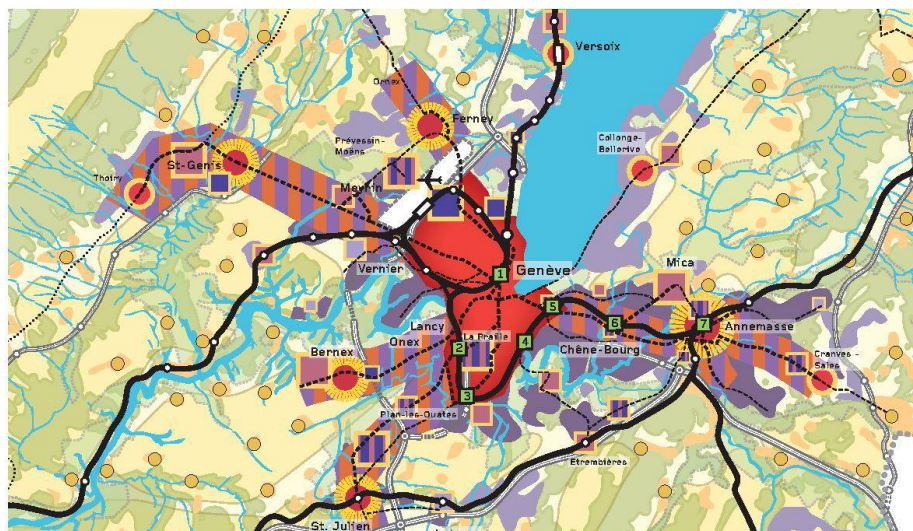 Versoix
Ornex
Ferney
Prévessin-
Moëns
Collonge-
Bellerive
St-Genis
Thoiry
Meyrin
1
Genève
Vernier
Mica
5
6
7
Annemasse
Lancy
Onex
La Praille
4
2
Chêne-Bourg
Bernex
Cranves-
Sales
3
Plan-les-Ouates
Etrembières
St. Julien